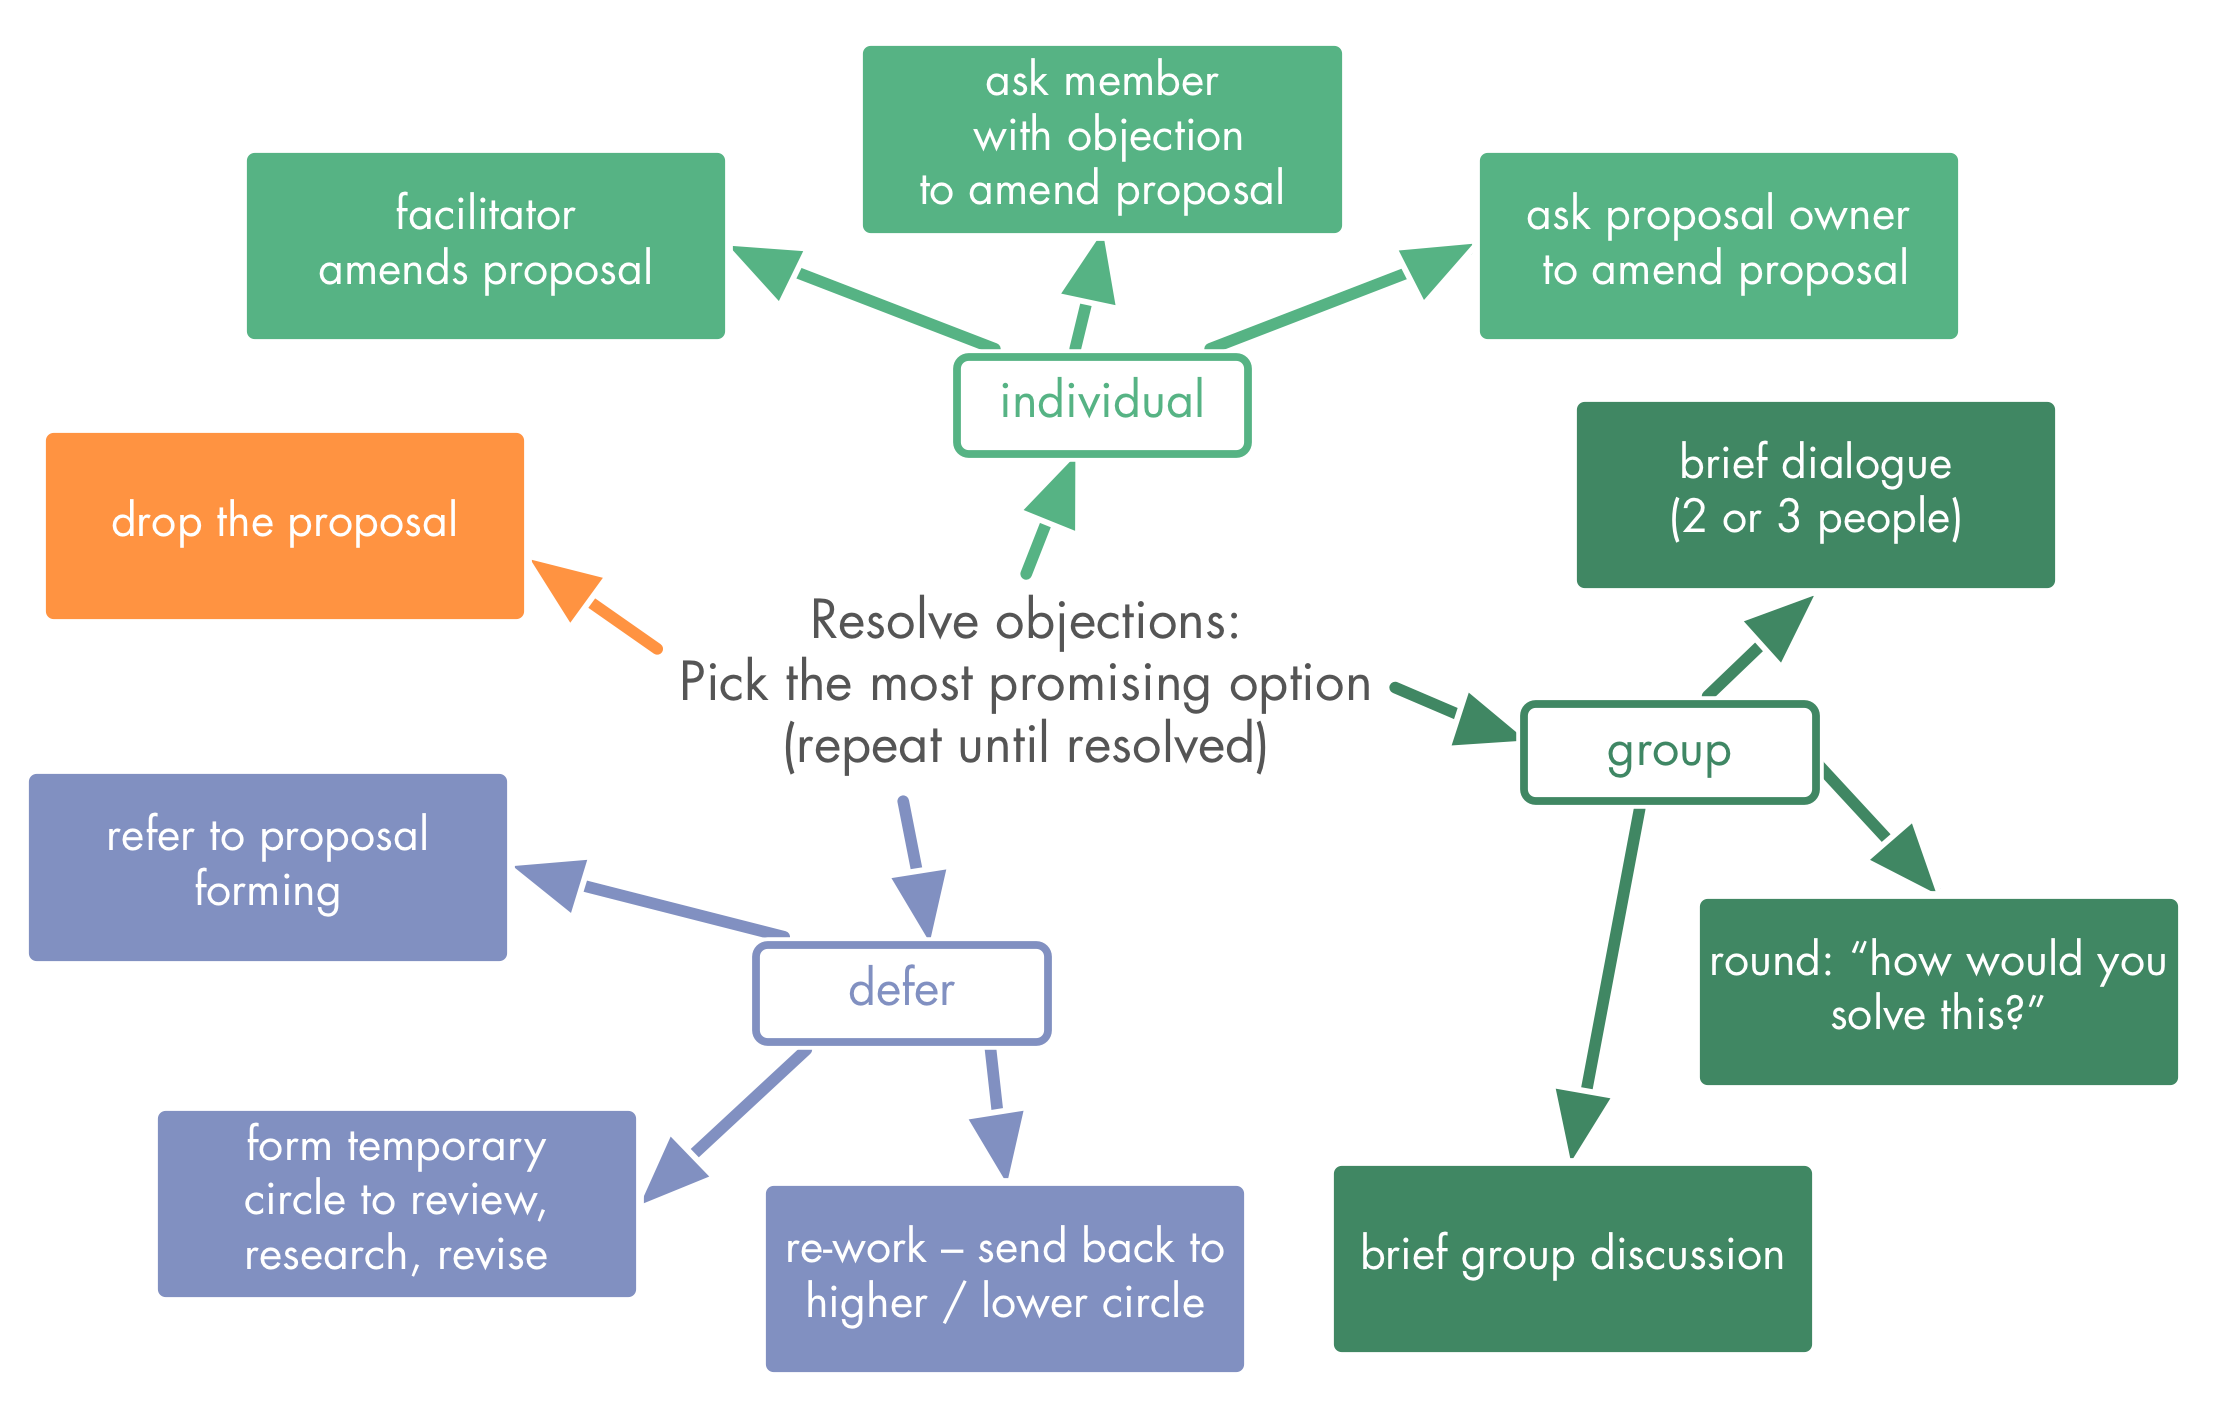 ask member
with objection
to amend proposal
facilitator
amends proposal
ask proposal owner
to amend proposal
individual
brief dialogue
(2 or 3 people)
drop the proposal
Resolve objections:
Pick the most promising option
(repeat until resolved)
group
refer to proposal
forming
defer
round: “how would you
solve this?”
form temporary
circle to review,
research, revise
re-work – send back to
higher / lower circle
brief group discussion